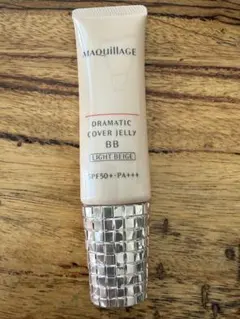 MAQUILLAGE
DRAMATIC
COVER JELLY
BB
LIGHT BEIGE
SPF50+・PA+++